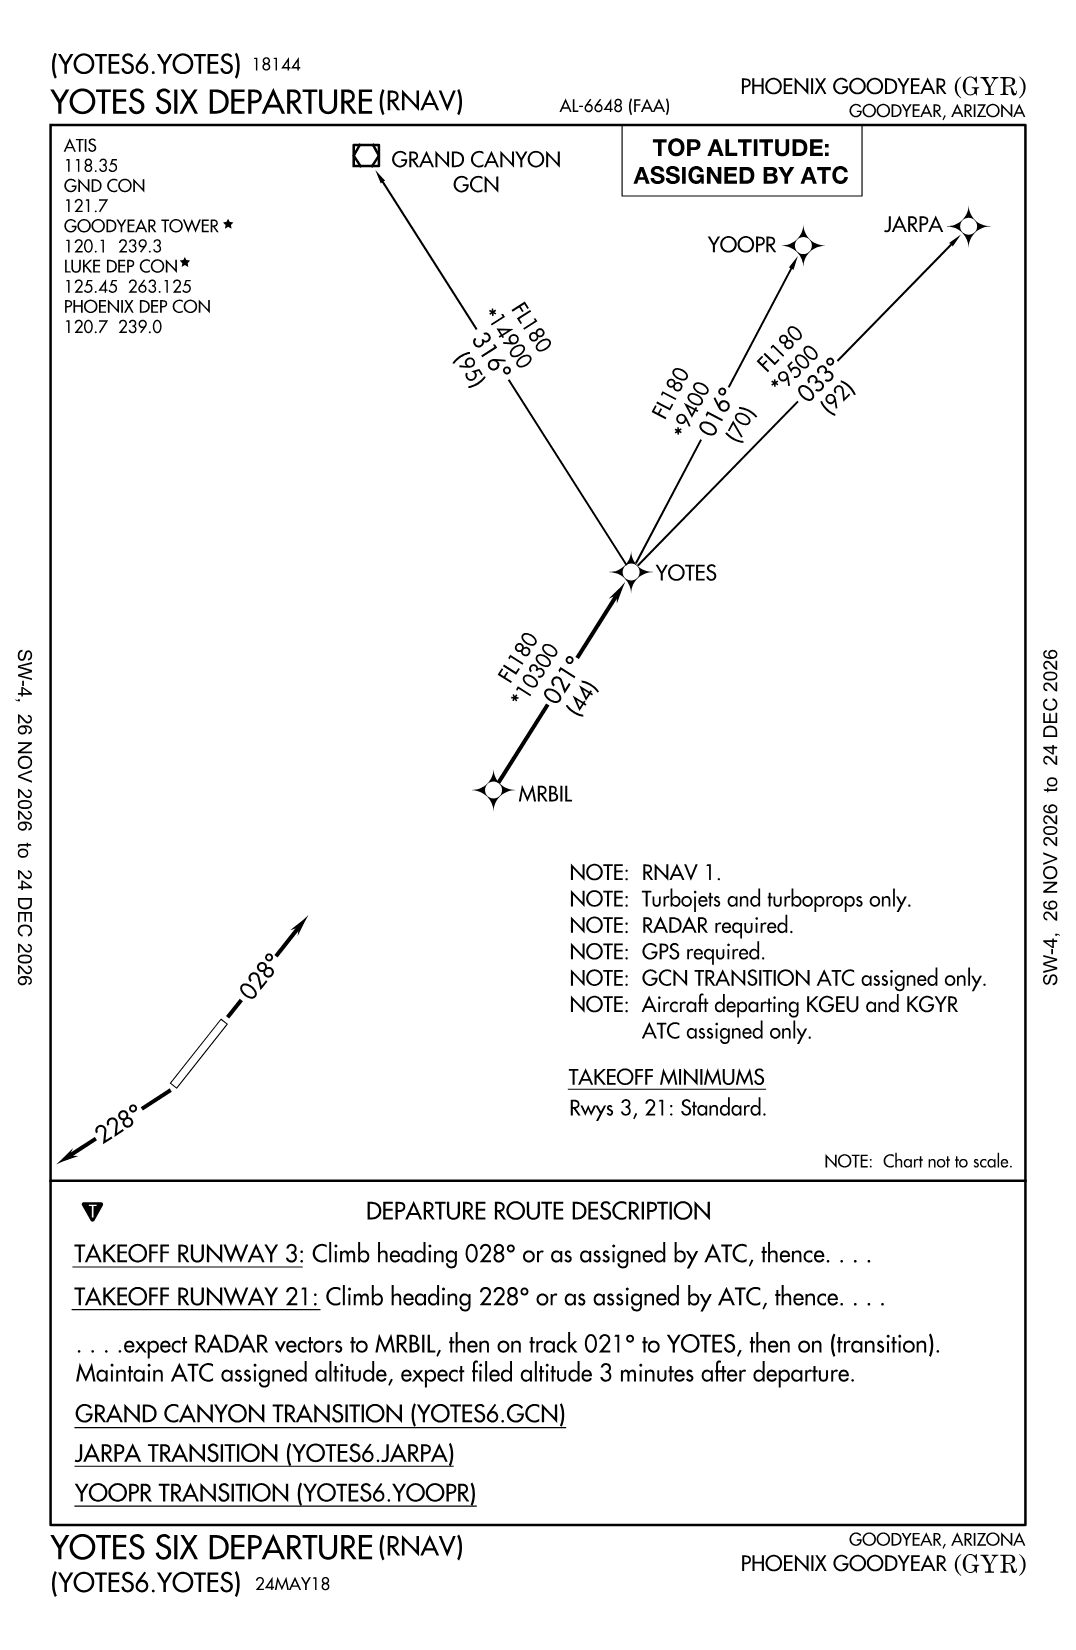 (YOTES6.YOTES) 18144
YOTES SIX DEPARTURE (RNAV)
AL-6648 (FAA)
PHOENIX GOODYEAR (GYR)
GOODYEAR, ARIZONA
ATIS
118.35
GND CON
121.7
GOODYEAR TOWER ★
120.1 239.3
LUKE DEP CON ★
125.45 263.125
PHOENIX DEP CON
120.7 239.0
TOP ALTITUDE:
ASSIGNED BY ATC
GRAND CANYON
GCN
YOOPR
JARPA
FL180
*14900
316°
(95)
FL180
*9400
016°
(70)
FL180
*9500
033°
(92)
YOTES
FL180
*10300
021°
(44)
MRBIL
SW-4, 26 NOV 2026 to 24 DEC 2026
SW-4, 26 NOV 2026 to 24 DEC 2026
028°
228°
NOTE: RNAV 1.
NOTE: Turbojets and turboprops only.
NOTE: RADAR required.
NOTE: GPS required.
NOTE: GCN TRANSITION ATC assigned only.
NOTE: Aircraft departing KGEU and KGYR
ATC assigned only.
TAKEOFF MINIMUMS
Rwys 3, 21: Standard.
NOTE: Chart not to scale.
T
DEPARTURE ROUTE DESCRIPTION
TAKEOFF RUNWAY 3: Climb heading 028° or as assigned by ATC, thence. . . .
TAKEOFF RUNWAY 21: Climb heading 228° or as assigned by ATC, thence. . . .
. . . .expect RADAR vectors to MRBIL, then on track 021° to YOTES, then on (transition).
Maintain ATC assigned altitude, expect filed altitude 3 minutes after departure.
GRAND CANYON TRANSITION (YOTES6.GCN)
JARPA TRANSITION (YOTES6.JARPA)
YOOPR TRANSITION (YOTES6.YOOPR)
YOTES SIX DEPARTURE (RNAV)
(YOTES6.YOTES) 24MAY18
GOODYEAR, ARIZONA
PHOENIX GOODYEAR (GYR)